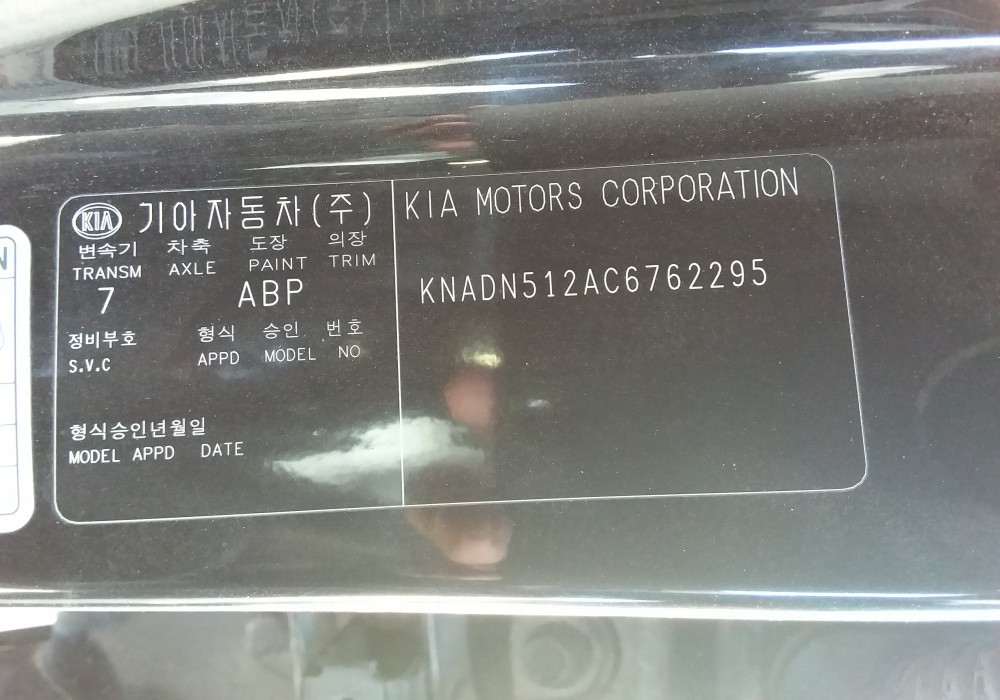 N
KIA 기아자동차(주)
변속기 차축 도장 의장
TRANSM AXLE PAINT TRIM
7 ABP
정비부호 형식 승인 번호
S.V.C APPD MODEL NO
형식승인년월일
MODEL APPD DATE
KIA MOTORS CORPORATION
KNADN512AC6762295